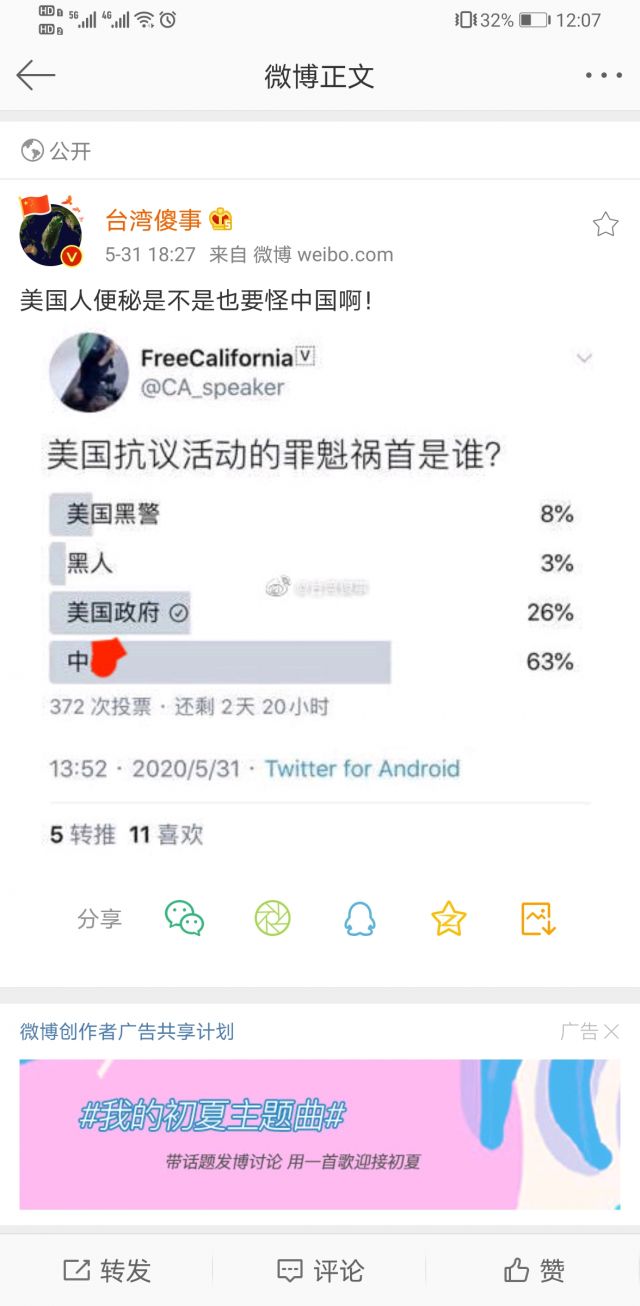 HD 1 5G 4G 32% 12:07
HD 2
微博正文
公开
台湾傻事
5-31 18:27 来自 微博 weibo.com
美国人便秘是不是也要怪中国啊！
FreeCalifornia V
@CA_speaker
美国抗议活动的罪魁祸首是谁？
美国黑警 8%
黑人 3%
美国政府 26%
中 63%
372 次投票 · 还剩 2天 20小时
13:52 · 2020/5/31 · Twitter for Android
5 转推 11 喜欢
分享
微博创作者广告共享计划 广告
#我的初夏主题曲#
带话题发博讨论 用一首歌迎接初夏
转发 评论 赞